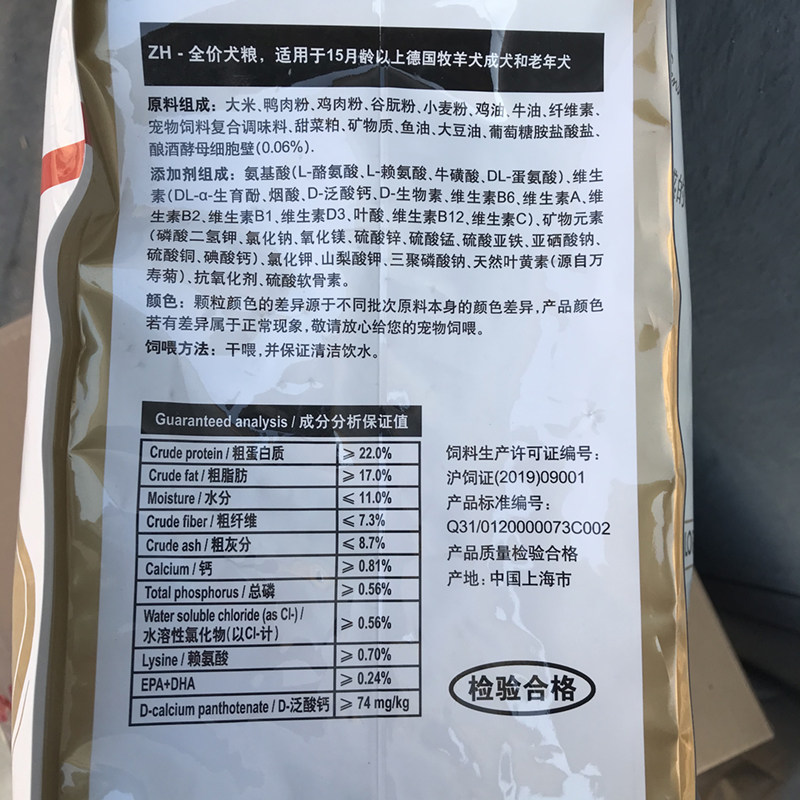 ZH - 全价犬粮，适用于15月龄以上德国牧羊犬成犬和老年犬
原料组成：大米、鸭肉粉、鸡肉粉、谷朊粉、小麦粉、鸡油、牛油、纤维素、
宠物饲料复合调味料、甜菜粕、矿物质、鱼油、大豆油、葡萄糖胺盐酸盐、
酿酒酵母细胞壁(0.06%).
添加剂组成：氨基酸(L-酪氨酸、L-赖氨酸、牛磺酸、DL-蛋氨酸)、维生
素(DL-α-生育酚、烟酸、D-泛酸钙、D-生物素、维生素B6、维生素A、维
生素B2、维生素B1、维生素D3、叶酸、维生素B12、维生素C)、矿物元素
(磷酸二氢钾、氯化钠、氧化镁、硫酸锌、硫酸锰、硫酸亚铁、亚硒酸钠、
硫酸铜、碘酸钙)、氯化钾、山梨酸钾、三聚磷酸钠、天然叶黄素(源自万
寿菊)、抗氧化剂、硫酸软骨素。
颜色：颗粒颜色的差异源于不同批次原料本身的颜色差异，产品颜色
若有差异属于正常现象，敬请放心给您的宠物饲喂。
饲喂方法：干喂，并保证清洁饮水。
Guaranteed analysis / 成分分析保证值
Crude protein / 粗蛋白质 ≥ 22.0%
Crude fat / 粗脂肪 ≥ 17.0%
Moisture / 水分 ≤ 11.0%
Crude fiber / 粗纤维 ≤ 7.3%
Crude ash / 粗灰分 ≤ 8.7%
Calcium / 钙 ≥ 0.81%
Total phosphorus / 总磷 ≥ 0.56%
Water soluble chloride (as Cl-) /
水溶性氯化物(以Cl-计) ≥ 0.56%
Lysine / 赖氨酸 ≥ 0.70%
EPA+DHA ≥ 0.24%
D-calcium panthotenate / D-泛酸钙 ≥ 74 mg/kg
饲料生产许可证编号：
沪饲证(2019)09001
产品标准编号：
Q31/0120000073C002
产品质量检验合格
产地：中国上海市
检验合格